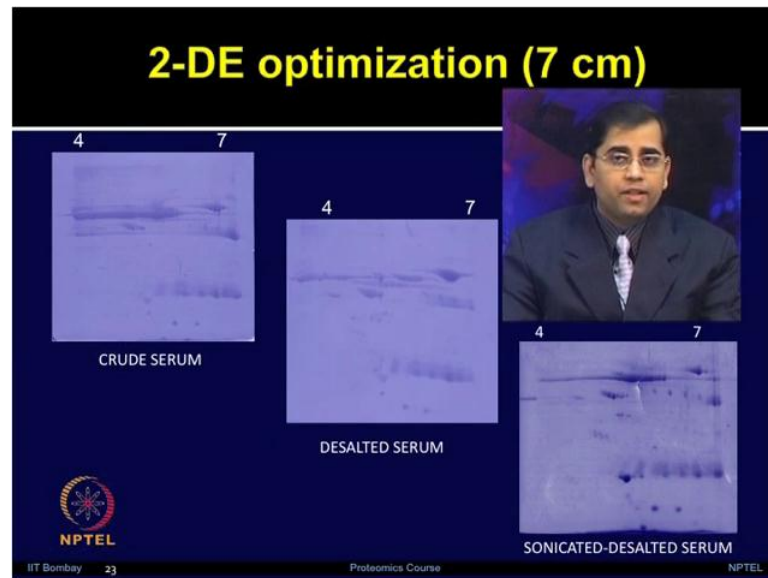 2-DE optimization (7 cm)
4 7
CRUDE SERUM
4 7
DESALTED SERUM
4 7
SONICATED-DESALTED SERUM
NPTEL
IIT Bombay 23 Proteomics Course NPTEL